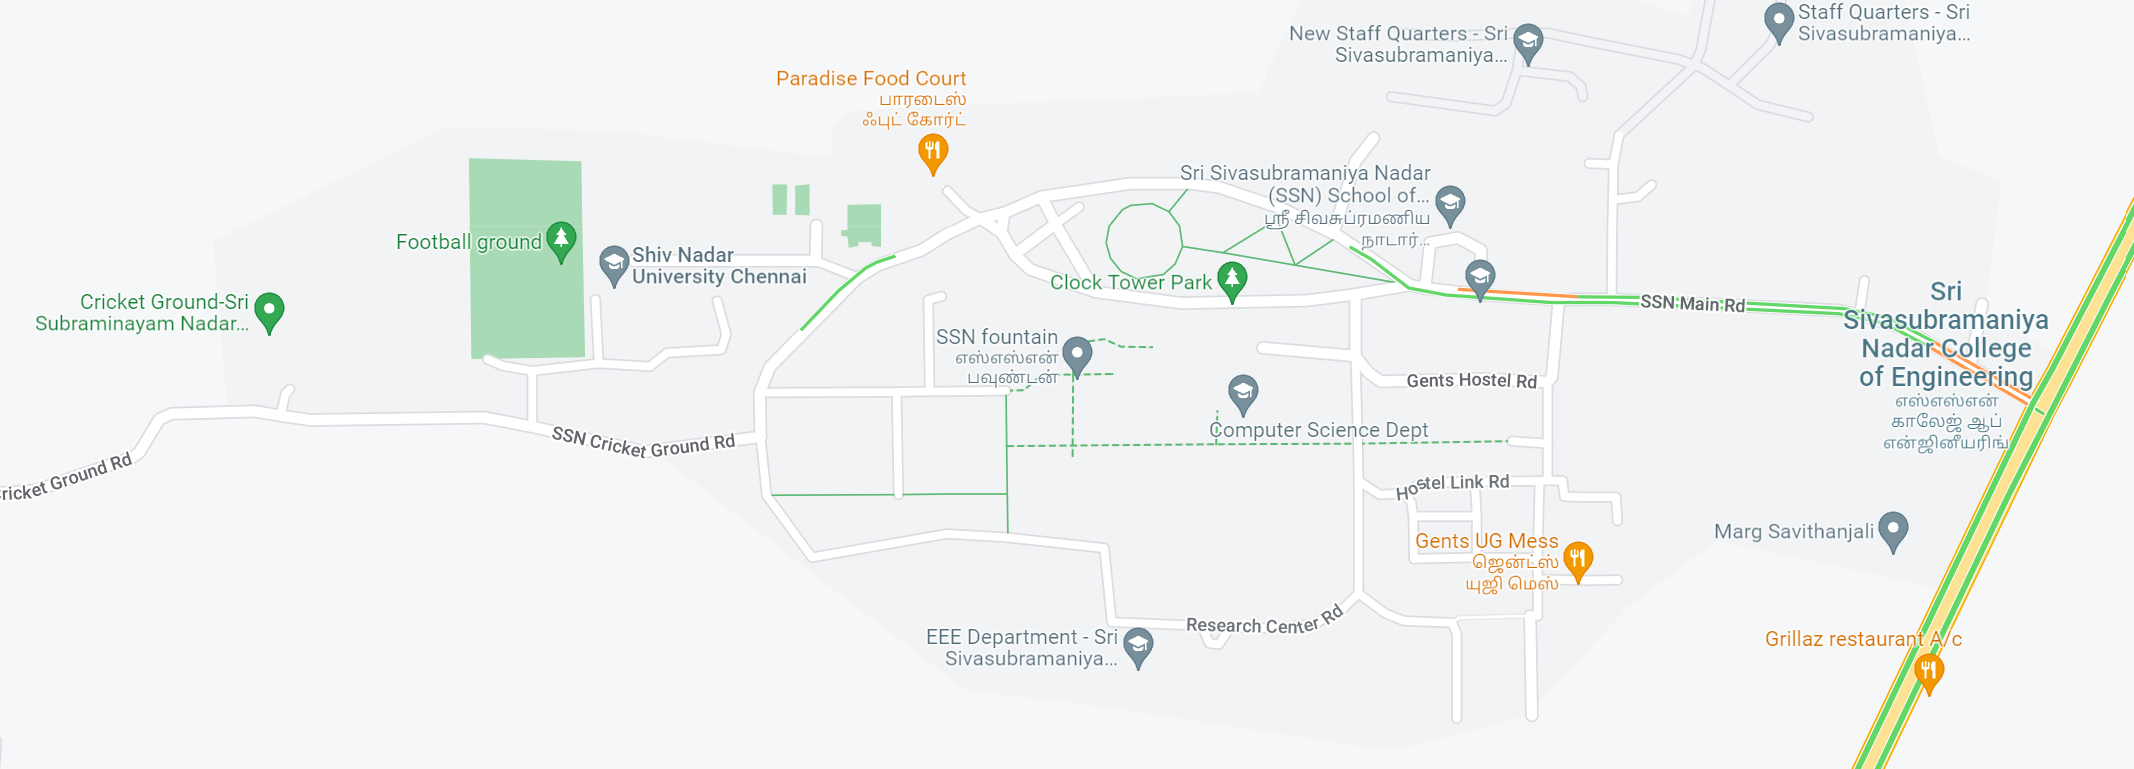 Staff Quarters - Sri
Sivasubramaniya...
New Staff Quarters - Sri
Sivasubramaniya...
Paradise Food Court
பாரடைஸ்
ஃபுட் கோர்ட்
Sri Sivasubramaniya Nadar
(SSN) School of...
ஸ்ரீ சிவசுப்ரமணிய
நாடார்...
Football ground
Shiv Nadar
University Chennai
Clock Tower Park
Cricket Ground-Sri
Subraminayam Nadar...
SSN Main Rd
Sri
Sivasubramaniya
Nadar College
of Engineering
எஸ்எஸ்என்
காலேஜ் ஆப்
என்ஜினீயரிங்
SSN fountain
எஸ்எஸ்என்
பவுண்டன்
Gents Hostel Rd
Computer Science Dept
SSN Cricket Ground Rd
ricket Ground Rd
Hostel Link Rd
Gents UG Mess
ஜென்ட்ஸ்
யுஜி மெஸ்
Marg Savithanjali
Research Center Rd
EEE Department - Sri
Sivasubramaniya...
Grillaz restaurant A/c